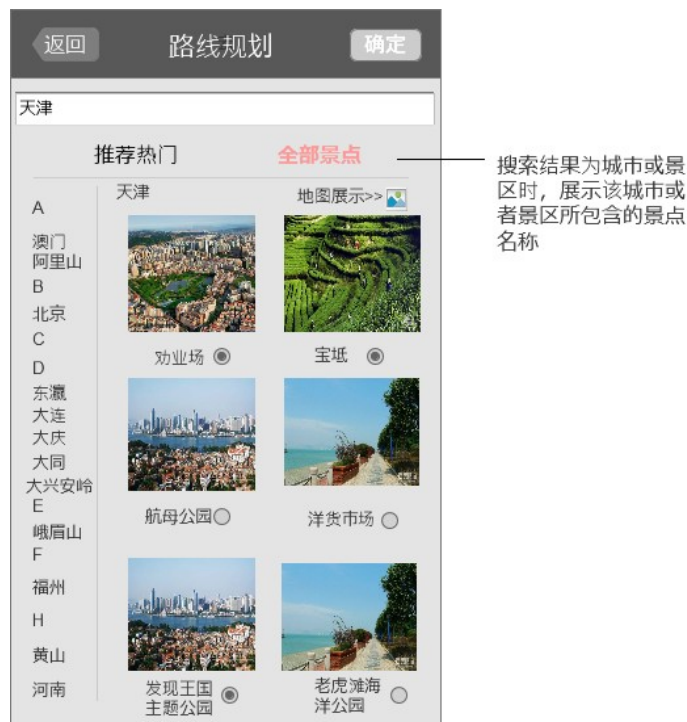 返回
路线规划
确定
天津
推荐热门
全部景点
搜索结果为城市或景
区时，展示该城市或
者景区所包含的景点
名称
天津
地图展示>>
A
澳门
阿里山
B
北京
C
D
东瀛
大连
大庆
大同
大兴安岭
E
峨眉山
F
福州
H
黄山
河南
劝业场
宝坻
航母公园
洋货市场
发现王国
主题公园
老虎滩海
洋公园